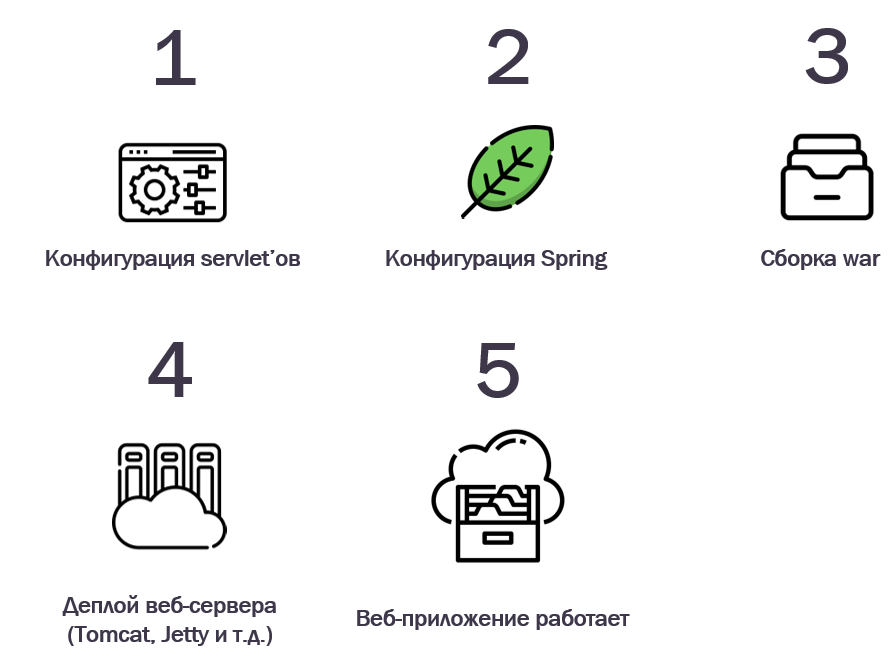 1
2
3
Конфигурация servlet’ов
Конфигурация Spring
Сборка war
4
5
Деплой веб-сервера
(Tomcat, Jetty и т.д.)
Веб-приложение работает